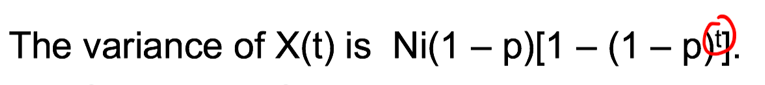 The variance of X(t) is Ni(1 – p)[1 – (1 – p)ᵗ].